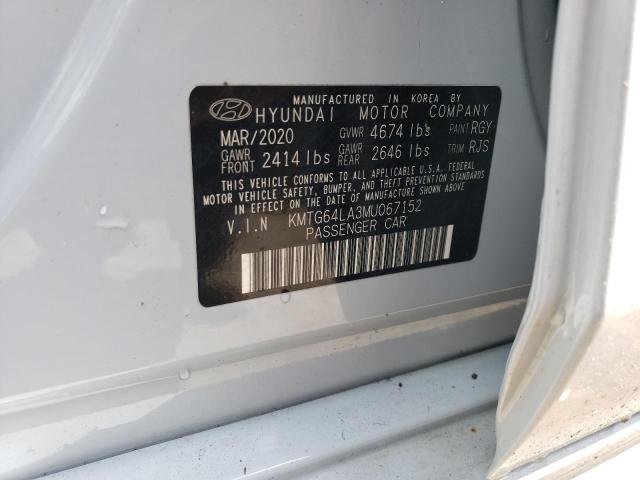 MANUFACTURED IN KOREA BY
HYUNDAI MOTOR COMPANY
MAR/2020 GVWR 4674 lbs PAINT RGY
GAWR FRONT 2414 lbs GAWR REAR 2646 lbs TRIM RJS
THIS VEHICLE CONFORMS TO ALL APPLICABLE U.S.A. FEDERAL
MOTOR VEHICLE SAFETY, BUMPER, AND THEFT PREVENTION STANDARDS
IN EFFECT ON THE DATE OF MANUFACTURE SHOWN ABOVE.
V.I.N KMTG64LA3MU067152
PASSENGER CAR